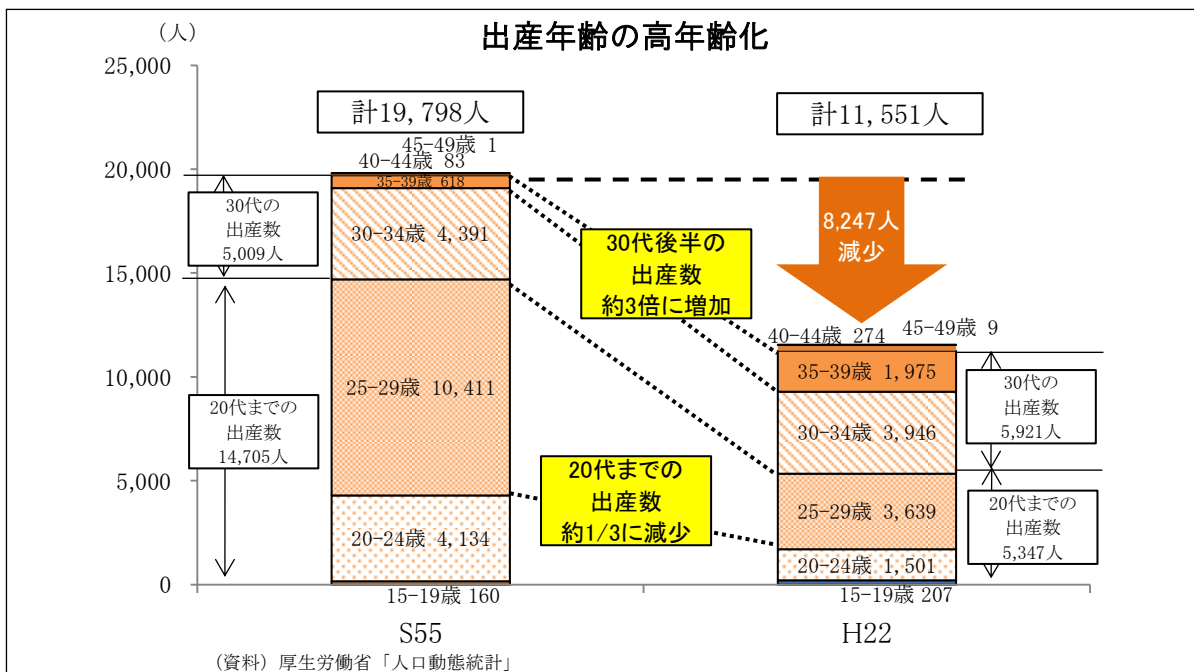 出産年齢の高年齢化
（人）
25,000
20,000
15,000
10,000
5,000
0
計19,798人
45-49歳 1
40-44歳 83
35-39歳 618
30-34歳 4,391
25-29歳 10,411
20-24歳 4,134
15-19歳 160
30代の
出産数
5,009人
20代までの
出産数
14,705人
30代後半の
出産数
約3倍に増加
20代までの
出産数
約1/3に減少
計11,551人
8,247人
減少
45-49歳 9
40-44歳 274
35-39歳 1,975
30-34歳 3,946
25-29歳 3,639
20-24歳 1,501
15-19歳 207
30代の
出産数
5,921人
20代までの
出産数
5,347人
S55
H22
（資料）厚生労働省「人口動態統計」